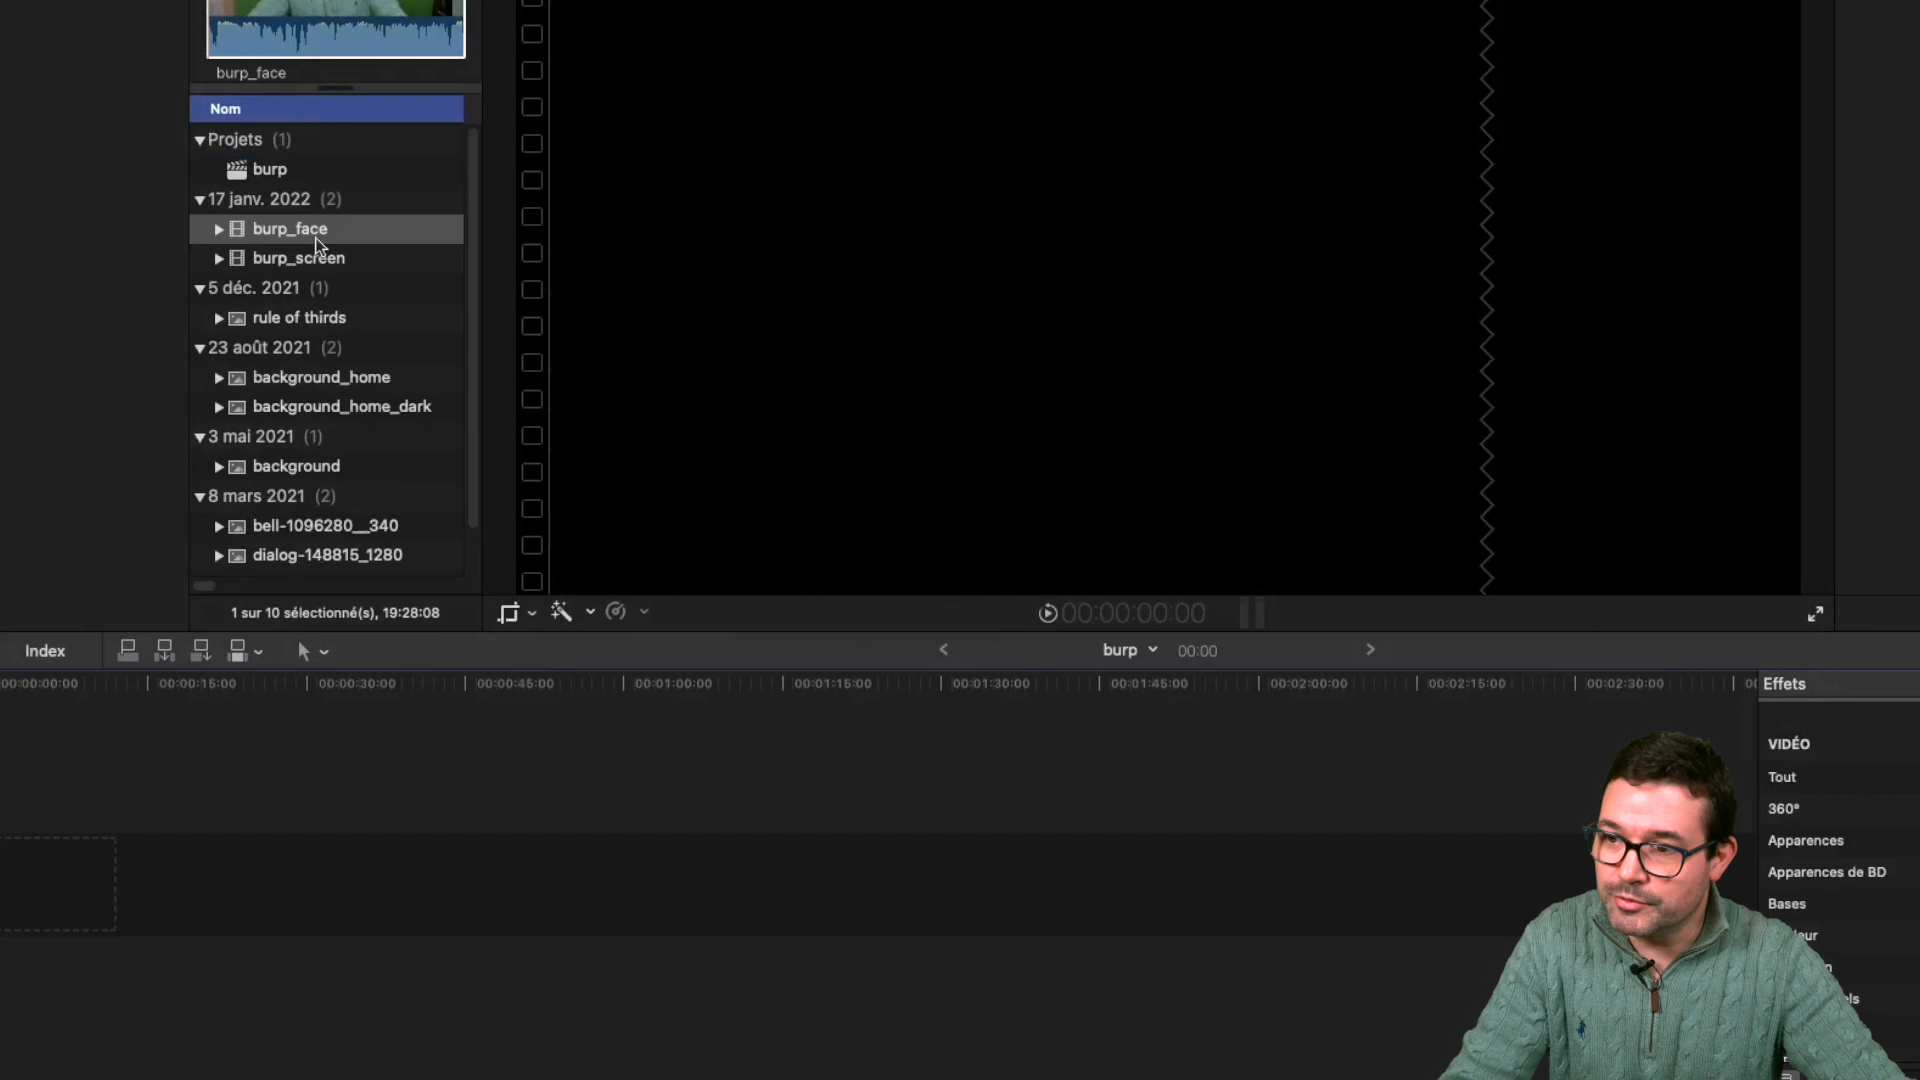 burp_face
Nom
Projets (1)
burp
17 janv. 2022 (2)
burp_face
burp_screen
5 déc. 2021 (1)
rule of thirds
23 août 2021 (2)
background_home
background_home_dark
3 mai 2021 (1)
background
8 mars 2021 (2)
bell-1096280__340
dialog-148815_1280
1 sur 10 sélectionné(s), 19:28:08
00:00:00:00
Index
burp 00:00
00:00:00:00 00:00:15:00 00:00:30:00 00:00:45:00 00:01:00:00 00:01:15:00 00:01:30:00 00:01:45:00 00:02:00:00 00:02:15:00 00:02:30:00
Effets
VIDÉO
Tout
360°
Apparences
Apparences de BD
Bases